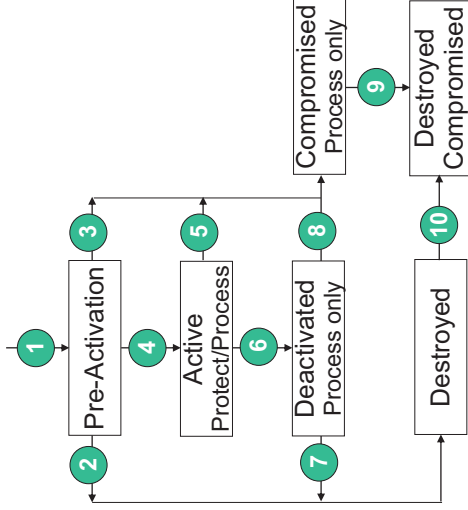 1
Pre-Activation
2
3
4
Active
Protect/Process
5
6
Deactivated
Process only
7
8
Compromised
Process only
9
Destroyed
10
Destroyed
Compromised